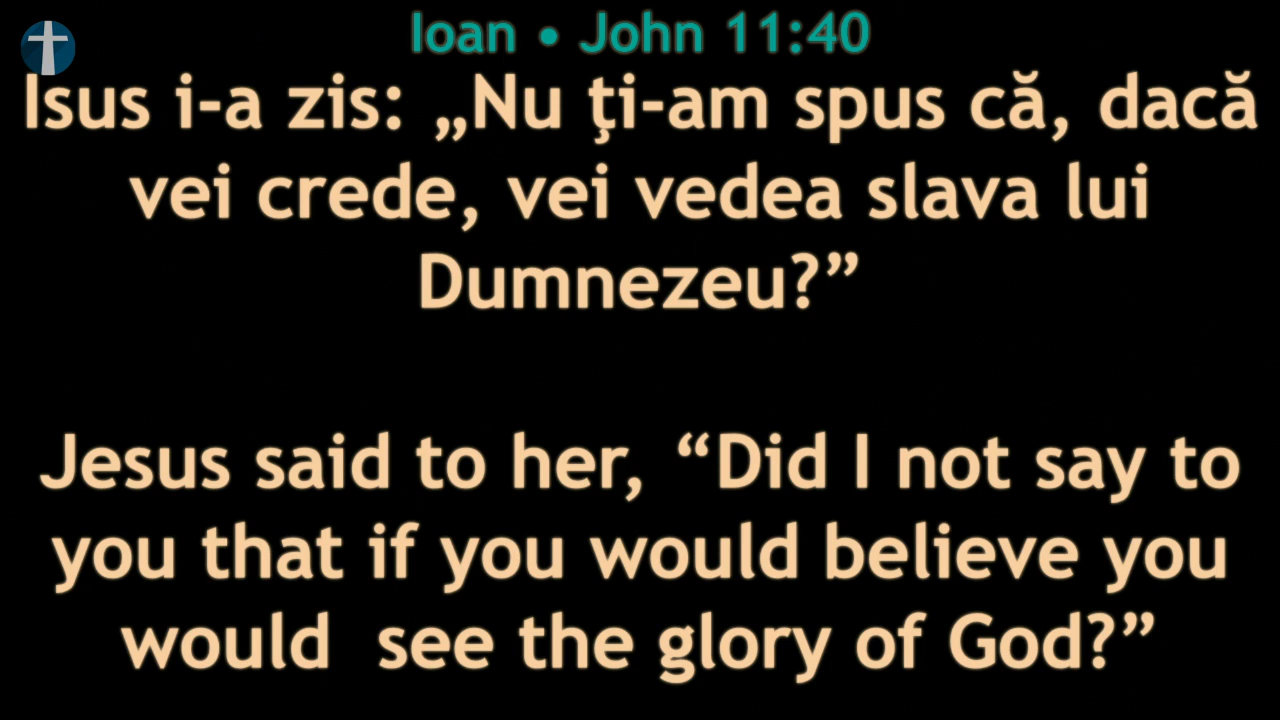 Ioan • John 11:40
Isus i-a zis: „Nu ţi-am spus că, dacă
vei crede, vei vedea slava lui
Dumnezeu?”
Jesus said to her, “Did I not say to
you that if you would believe you
would  see the glory of God?”